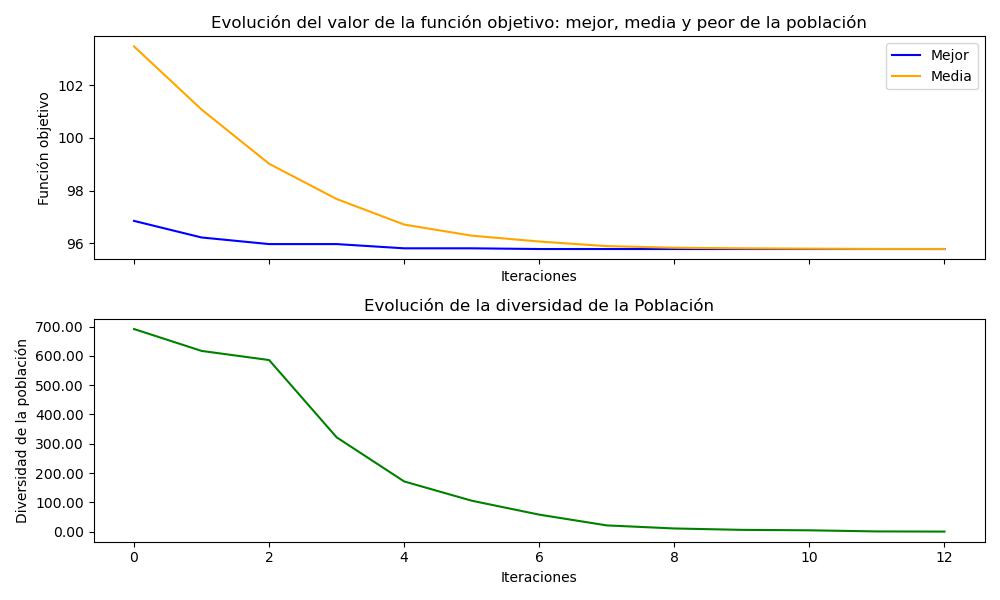 Evolución del valor de la función objetivo: mejor, media y peor de la población
Mejor
Media
102
100
98
96
Función objetivo
Iteraciones
Evolución de la diversidad de la Población
700.00
600.00
500.00
400.00
300.00
200.00
100.00
0.00
Diversidad de la población
0 2 4 6 8 10 12
Iteraciones